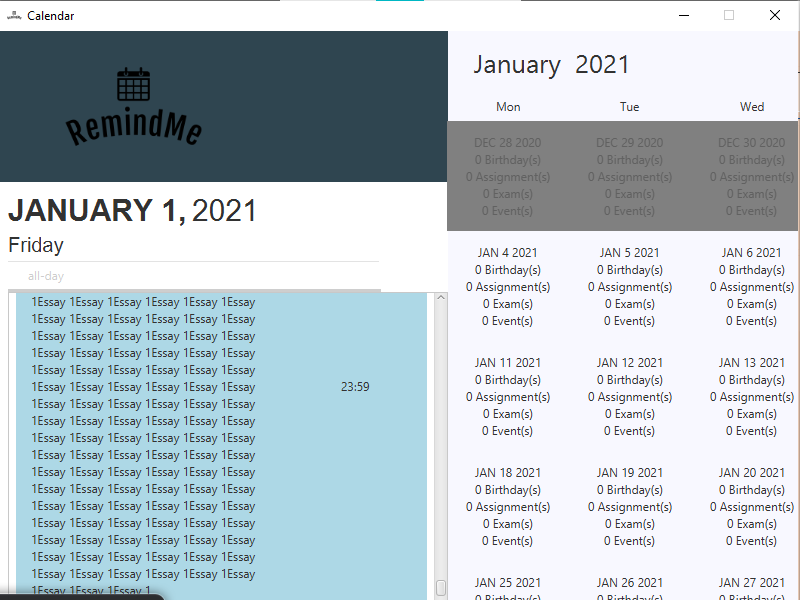 Calendar
RemindMe
JANUARY 1, 2021
Friday
all-day
1Essay 1Essay 1Essay 1Essay 1Essay 1Essay
1Essay 1Essay 1Essay 1Essay 1Essay 1Essay
1Essay 1Essay 1Essay 1Essay 1Essay 1Essay
1Essay 1Essay 1Essay 1Essay 1Essay 1Essay
1Essay 1Essay 1Essay 1Essay 1Essay 1Essay
1Essay 1Essay 1Essay 1Essay 1Essay 1Essay 23:59
1Essay 1Essay 1Essay 1Essay 1Essay 1Essay
1Essay 1Essay 1Essay 1Essay 1Essay 1Essay
1Essay 1Essay 1Essay 1Essay 1Essay 1Essay
1Essay 1Essay 1Essay 1Essay 1Essay 1Essay
1Essay 1Essay 1Essay 1Essay 1Essay 1Essay
1Essay 1Essay 1Essay 1Essay 1Essay 1Essay
1Essay 1Essay 1Essay 1Essay 1Essay 1Essay
1Essay 1Essay 1Essay 1Essay 1Essay 1Essay
1Essay 1Essay 1Essay 1Essay 1Essay 1Essay
1Essay 1Essay 1Essay 1Essay 1Essay 1Essay
1Essay 1Essay 1Essay 1Essay 1Essay 1Essay
1Essay 1Essay 1Essay 1
January 2021
Mon Tue Wed
DEC 28 2020 DEC 29 2020 DEC 30 2020
0 Birthday(s) 0 Birthday(s) 0 Birthday(s)
0 Assignment(s) 0 Assignment(s) 0 Assignment(s)
0 Exam(s) 0 Exam(s) 0 Exam(s)
0 Event(s) 0 Event(s) 0 Event(s)
JAN 4 2021 JAN 5 2021 JAN 6 2021
0 Birthday(s) 0 Birthday(s) 0 Birthday(s)
0 Assignment(s) 0 Assignment(s) 0 Assignment(s)
0 Exam(s) 0 Exam(s) 0 Exam(s)
0 Event(s) 0 Event(s) 0 Event(s)
JAN 11 2021 JAN 12 2021 JAN 13 2021
0 Birthday(s) 0 Birthday(s) 0 Birthday(s)
0 Assignment(s) 0 Assignment(s) 0 Assignment(s)
0 Exam(s) 0 Exam(s) 0 Exam(s)
0 Event(s) 0 Event(s) 0 Event(s)
JAN 18 2021 JAN 19 2021 JAN 20 2021
0 Birthday(s) 0 Birthday(s) 0 Birthday(s)
0 Assignment(s) 0 Assignment(s) 0 Assignment(s)
0 Exam(s) 0 Exam(s) 0 Exam(s)
0 Event(s) 0 Event(s) 0 Event(s)
JAN 25 2021 JAN 26 2021 JAN 27 2021
0 Birthday(s) 0 Birthday(s) 0 Birthday(s)